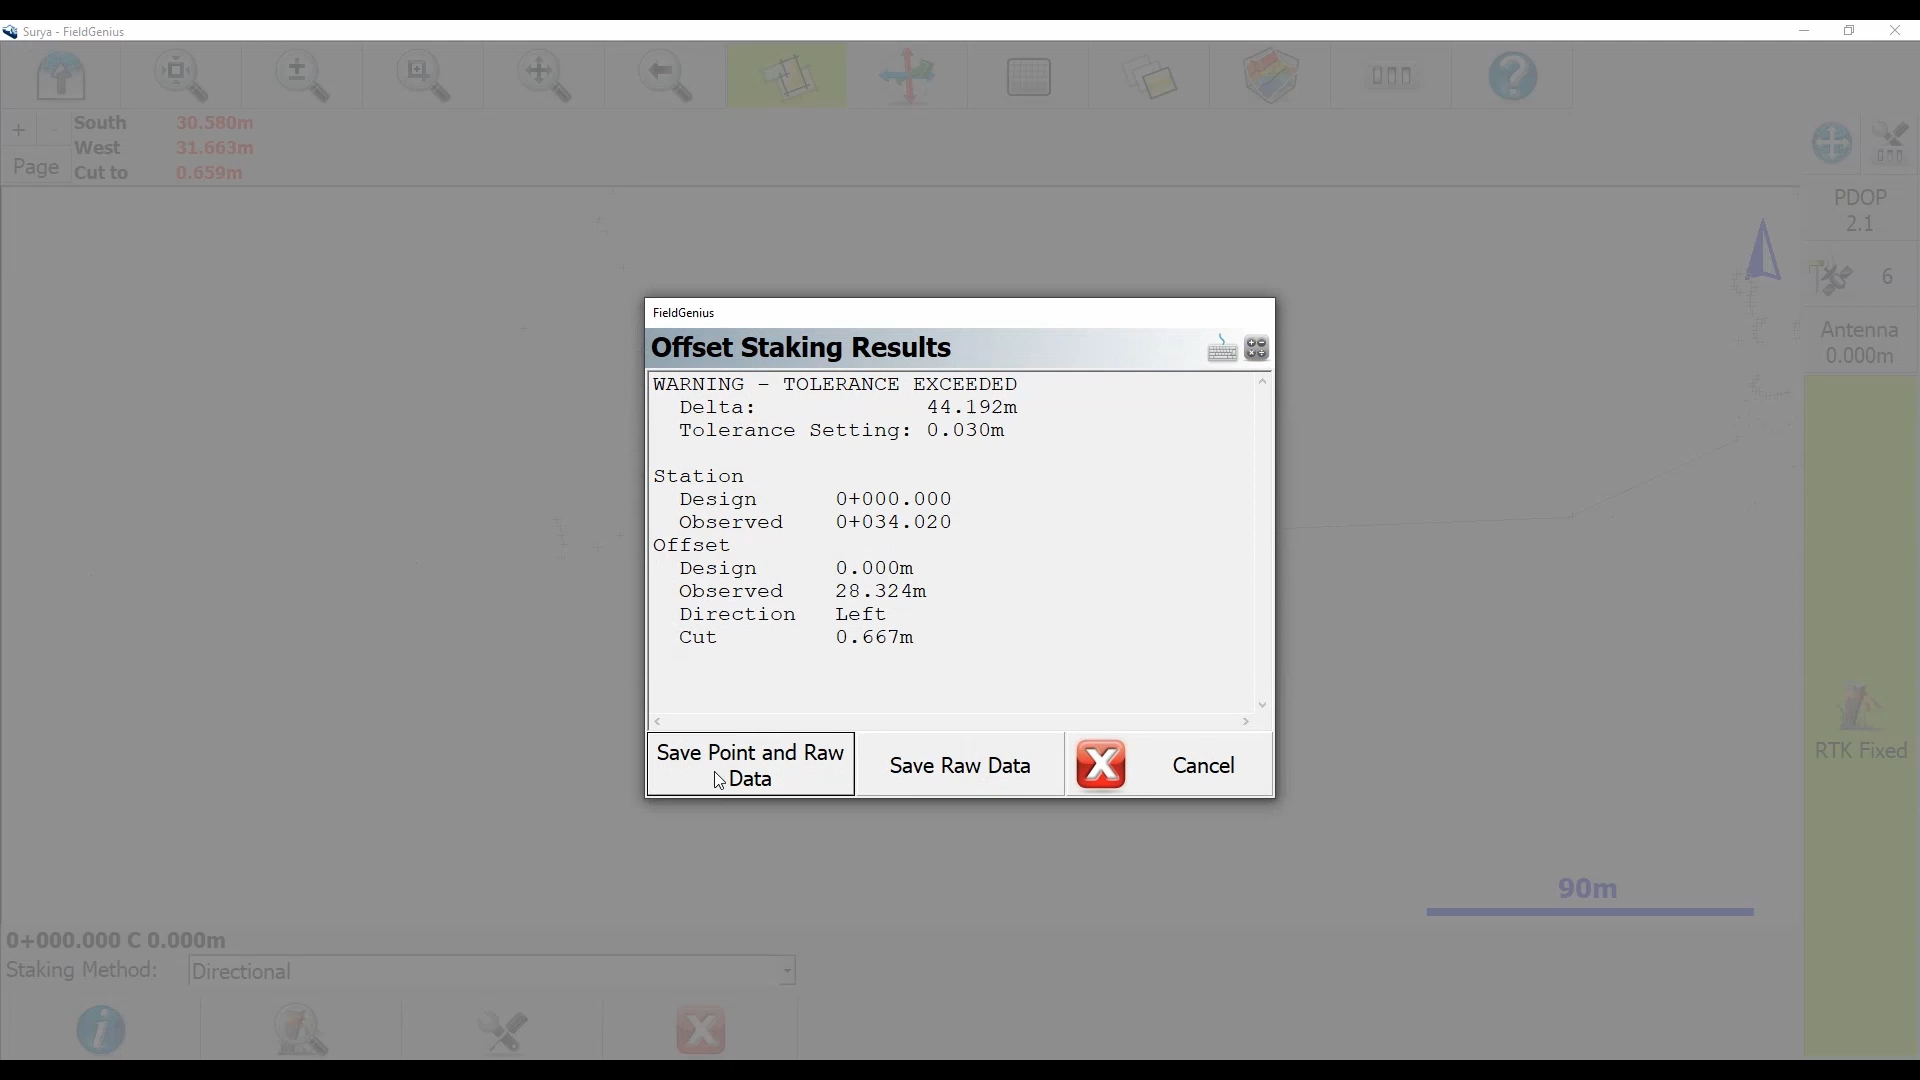 Surya - FieldGenius
+ -
Page
South 30.580m
West 31.663m
Cut to 0.659m
PDOP
2.1
6
Antenna
0.000m
RTK Fixed
FieldGenius
Offset Staking Results
WARNING - TOLERANCE EXCEEDED
Delta: 44.192m
Tolerance Setting: 0.030m
Station
Design 0+000.000
Observed 0+034.020
Offset
Design 0.000m
Observed 28.324m
Direction Left
Cut 0.667m
Save Point and Raw
Data
Save Raw Data
Cancel
90m
0+000.000 C 0.000m
Staking Method: Directional